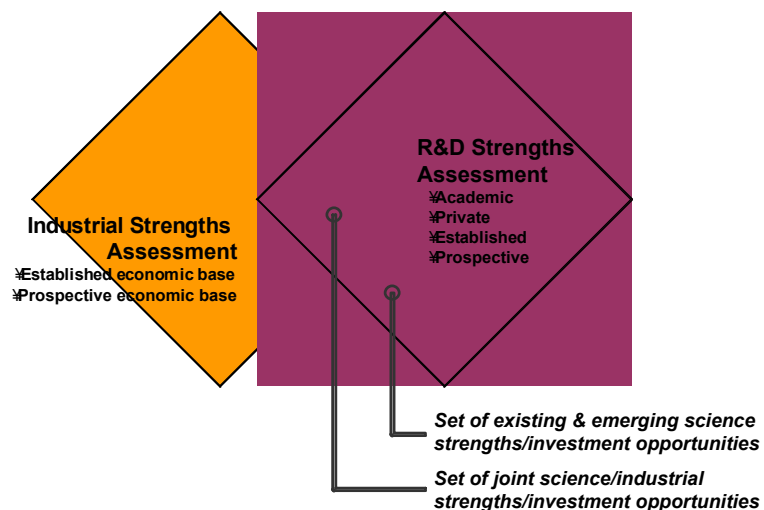 R&D Strengths
Assessment
¥Academic
¥Private
¥Established
¥Prospective
Industrial Strengths
Assessment
¥Established economic base
¥Prospective economic base
Set of existing & emerging science
strengths/investment opportunities
Set of joint science/industrial
strengths/investment opportunities